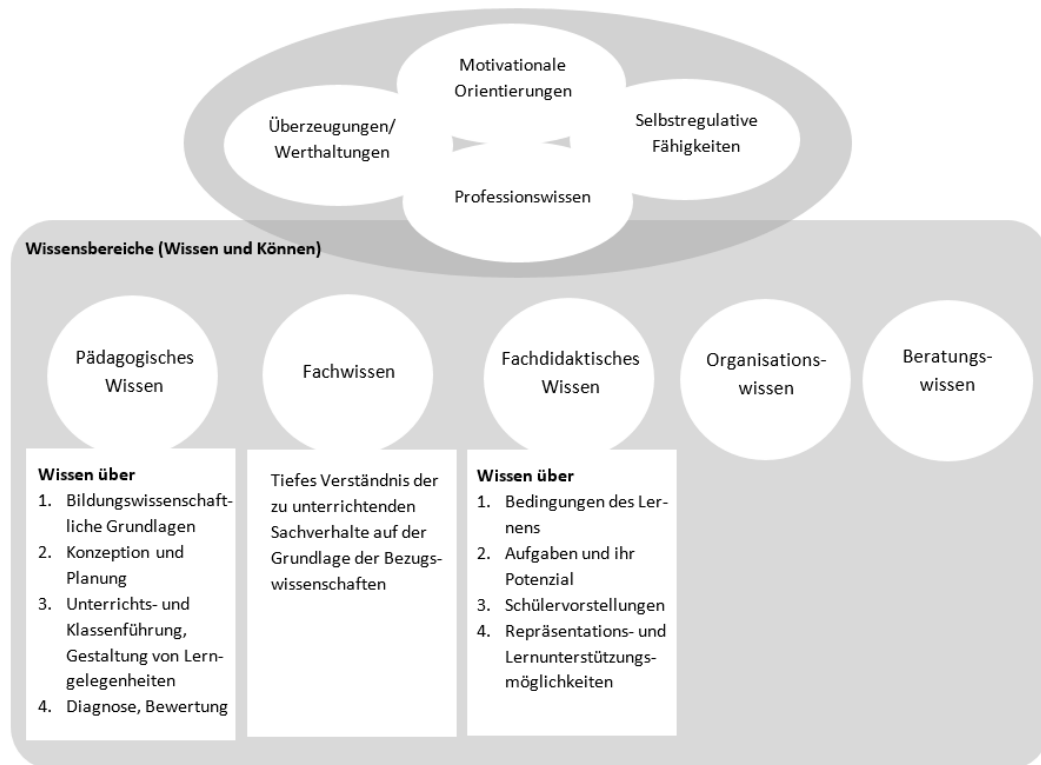 Motivationale
Orientierungen
Überzeugungen/
Werthaltungen
Selbstregulative
Fähigkeiten
Professionswissen
Wissensbereiche (Wissen und Können)
Pädagogisches
Wissen
Fachwissen
Fachdidaktisches
Wissen
Organisations-
wissen
Beratungs-
wissen
Wissen über
1. Bildungswissenschaft-
liche Grundlagen
2. Konzeption und
Planung
3. Unterrichts- und
Klassenführung,
Gestaltung von Lern-
gelegenheiten
4. Diagnose, Bewertung
Tiefes Verständnis der
zu unterrichtenden
Sachverhalte auf der
Grundlage der Bezugs-
wissenschaften
Wissen über
1. Bedingungen des Ler-
nens
2. Aufgaben und ihr
Potenzial
3. Schülervorstellungen
4. Repräsentations- und
Lernunterstützungs-
möglichkeiten